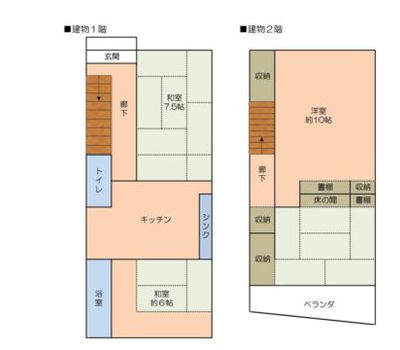 ■建物1階
玄関
廊下
和室
7.5帖
トイレ
キッチン
シンク
浴室
和室
約6帖
■建物2階
収納
洋室
約10帖
廊下
書棚
収納
床の間
書棚
収納
収納
ベランダ